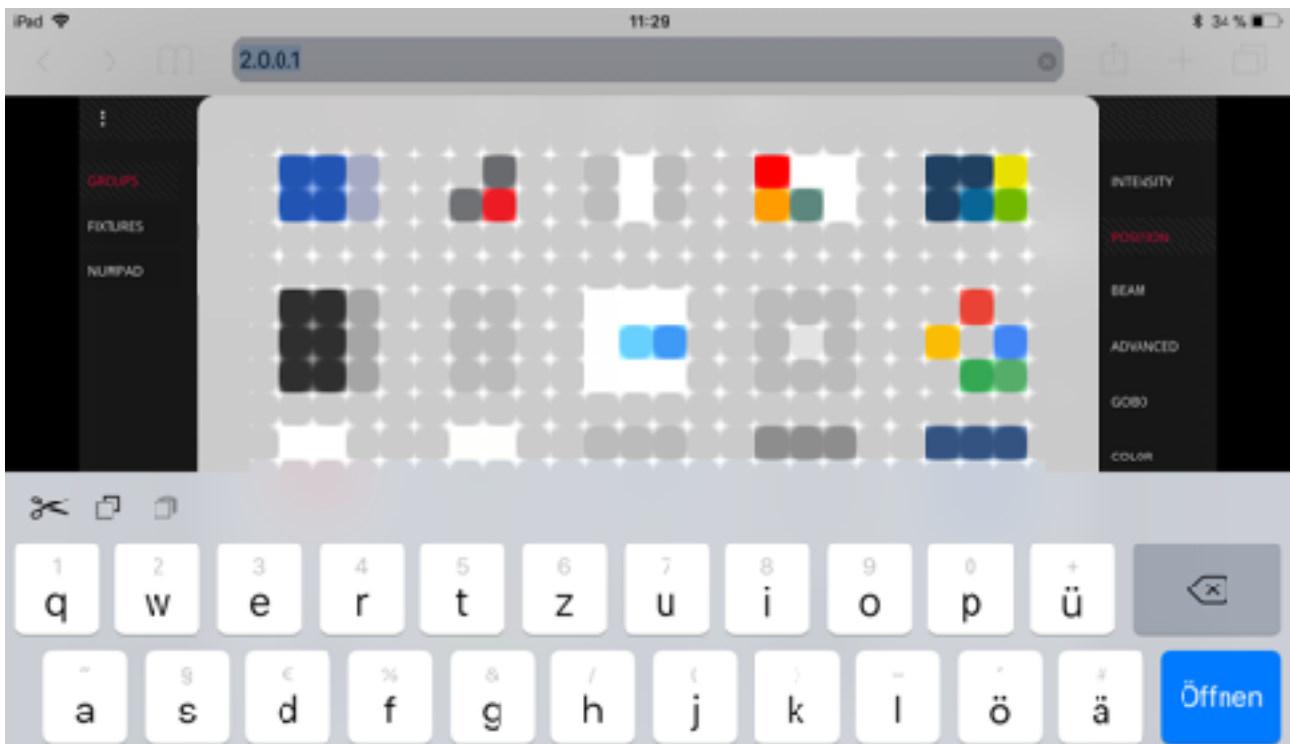 iPad 11:29 34 %
2.0.0.1
GROUPS
FIXTURES
NUMPAD
INTENSITY
POSITION
BEAM
ADVANCED
GOBO
COLOR
1 2 3 4 5 6 7 8 9 0 +
q w e r t z u i o p ü
§ € % & / ( ) =
a s d f g h j k l ö ä
Öffnen